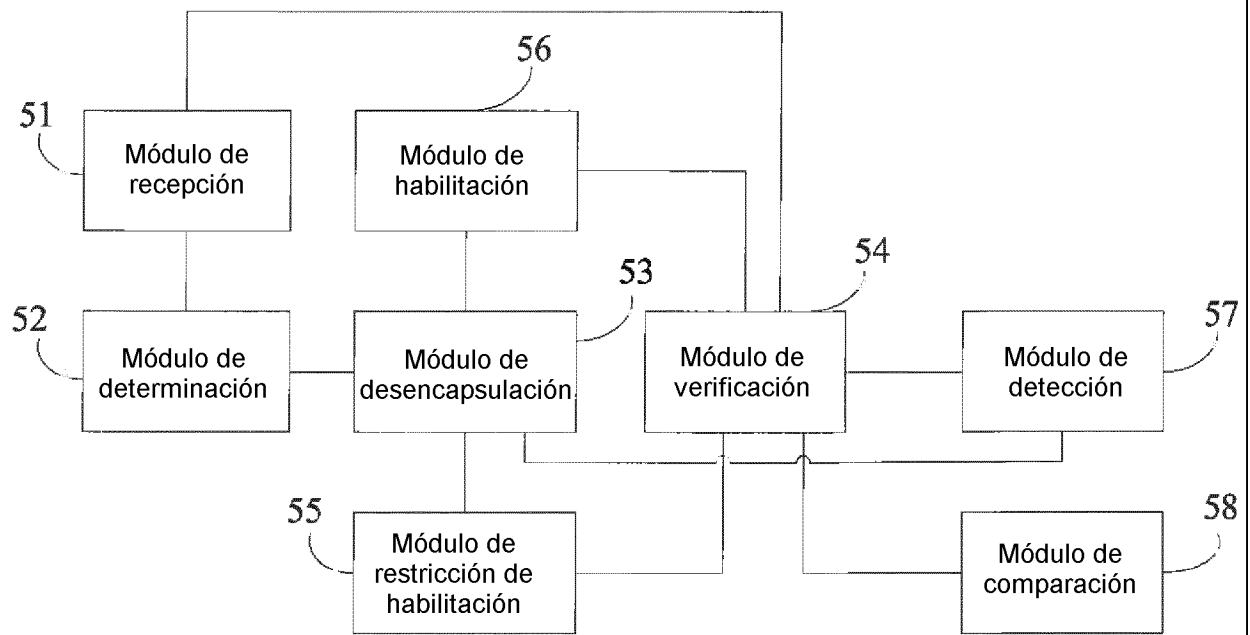 56
51
Módulo de
recepción
Módulo de
habilitación
54
53
52
57
Módulo de
determinación
Módulo de
desencapsulación
Módulo de
verificación
Módulo de
detección
55
58
Módulo de
restricción de
habilitación
Módulo de
comparación